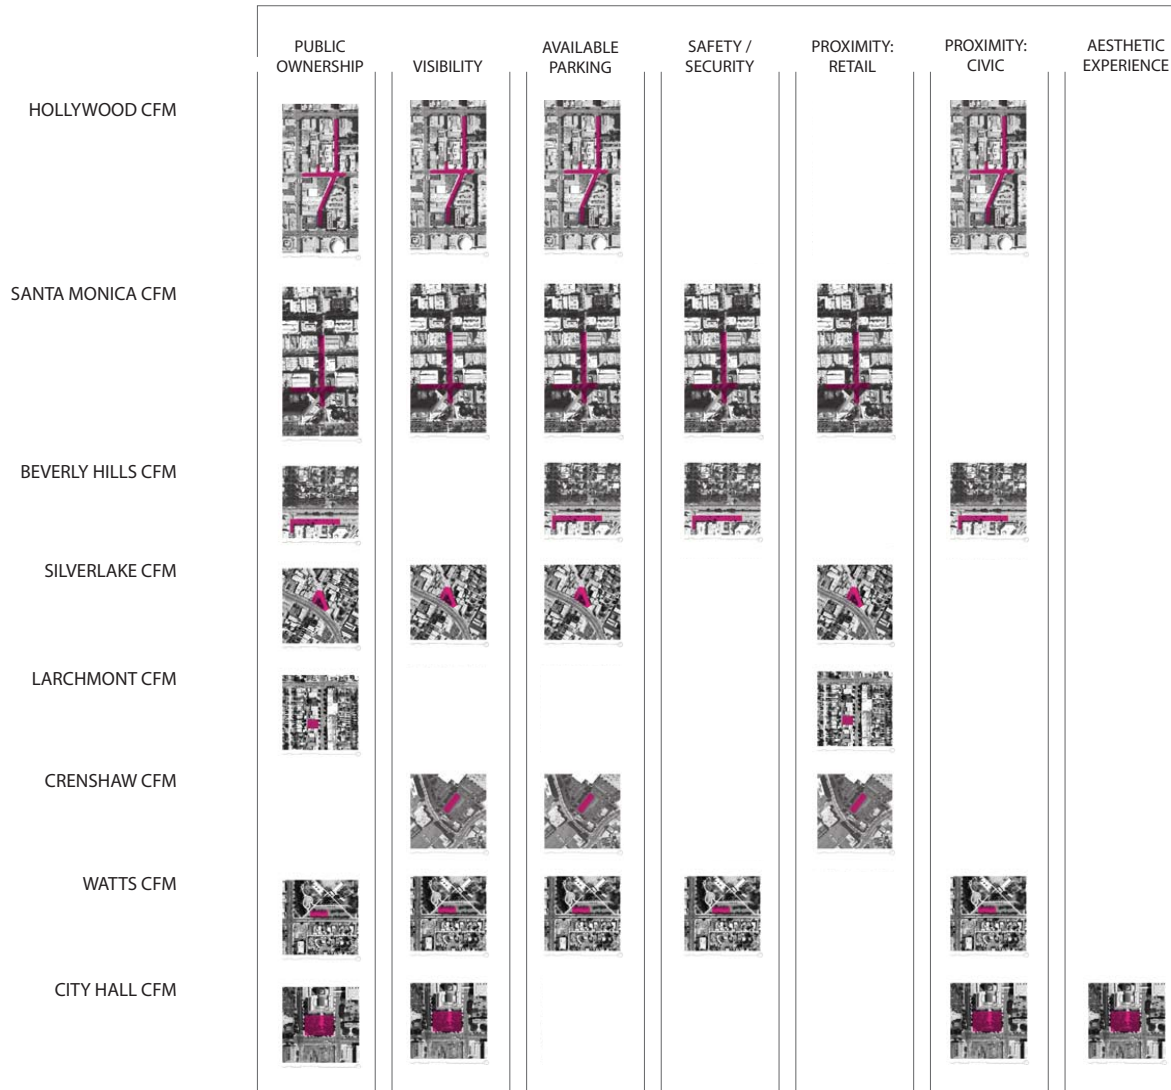 PUBLIC
OWNERSHIP
VISIBILITY
AVAILABLE
PARKING
SAFETY /
SECURITY
PROXIMITY:
RETAIL
PROXIMITY:
CIVIC
AESTHETIC
EXPERIENCE
HOLLYWOOD CFM
SANTA MONICA CFM
BEVERLY HILLS CFM
SILVERLAKE CFM
LARCHMONT CFM
CRENSHAW CFM
WATTS CFM
CITY HALL CFM